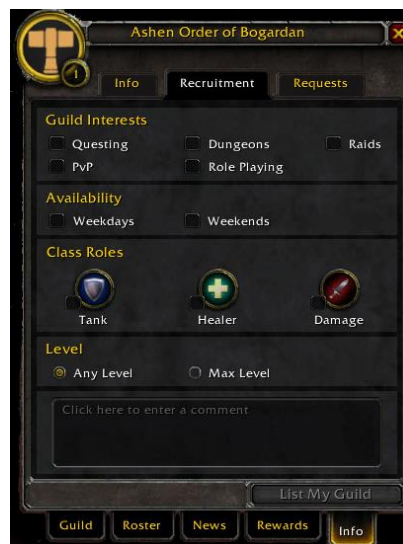 Ashen Order of Bogardan
1
Info Recruitment Requests
Guild Interests
Questing Dungeons Raids
PvP Role Playing
Availability
Weekdays Weekends
Class Roles
Tank Healer Damage
Level
Any Level Max Level
Click here to enter a comment
List My Guild
Guild Roster News Rewards Info